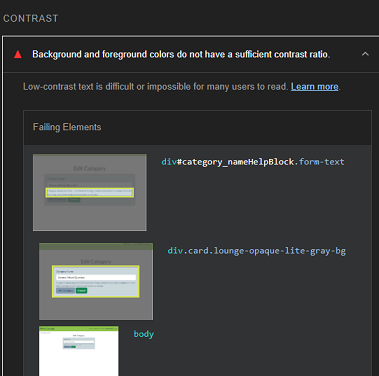 CONTRAST
Background and foreground colors do not have a sufficient contrast ratio.
Low-contrast text is difficult or impossible for many users to read. Learn more.
Failing Elements
div#category_nameHelpBlock.form-text
Edit Category
div.card.lounge-opaque-lite-gray-bg
Edit Category
body